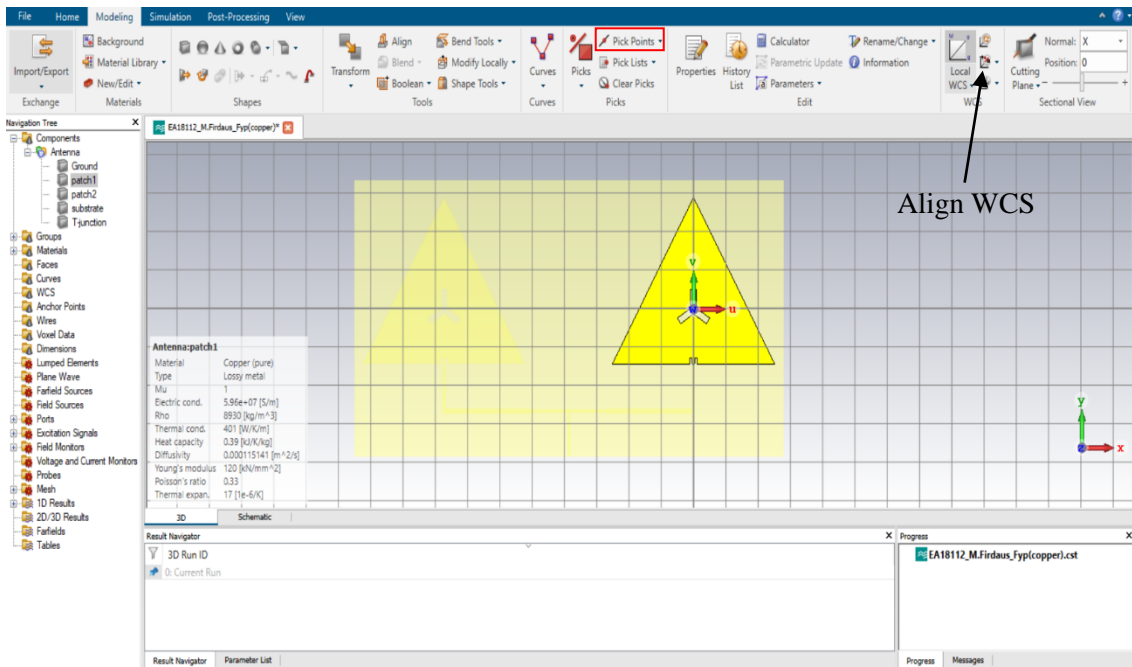 File Home Modeling Simulation Post-Processing View
Import/Export
Exchange
Background
Material Library
New/Edit
Materials
Shapes
Transform
Align
Blend
Boolean
Bend Tools
Modify Locally
Shape Tools
Tools
Curves
Curves
Picks
Pick Points
Pick Lists
Clear Picks
Picks
Properties
History List
Calculator
Parametric Update
Parameters
Rename/Change
Information
Edit
Local WCS
WCS
Cutting Plane
Normal: X
Position: 0
Sectional View
Navigation Tree X
Components
Antenna
Ground
patch1
patch2
substrate
T-junction
Groups
Materials
Faces
Curves
WCS
Anchor Points
Wires
Voxel Data
Dimensions
Lumped Elements
Plane Wave
Farfield Sources
Field Sources
Ports
Excitation Signals
Field Monitors
Voltage and Current Monitors
Probes
Mesh
1D Results
2D/3D Results
Farfields
Tables
EA18112_M.Firdaus_Fyp(copper)*
Align WCS
v
w u
y
z x
Antenna:patch1
Material Copper (pure)
Type Lossy metal
Mu 1
Electric cond. 5.96e+07 [S/m]
Rho 8930 [kg/m^3]
Thermal cond. 401 [W/K/m]
Heat capacity 0.39 [kJ/K/kg]
Diffusivity 0.000115141 [m^2/s]
Young's modulus 120 [kN/mm^2]
Poisson's ratio 0.33
Thermal expan. 17 [1e-6/K]
3D Schematic
Result Navigator X
3D Run ID
0: Current Run
Result Navigator Parameter List
Progress X
EA18112_M.Firdaus_Fyp(copper).cst
Progress Messages